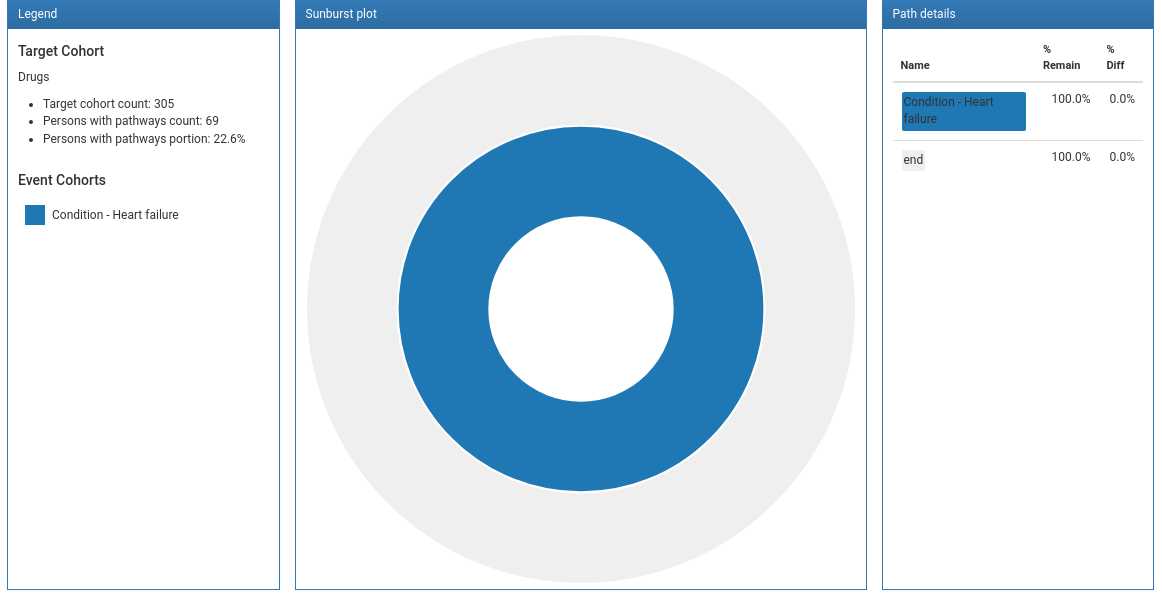 Legend
Target Cohort
Drugs
Target cohort count: 305
Persons with pathways count: 69
Persons with pathways portion: 22.6%
Event Cohorts
Condition - Heart failure
Sunburst plot
Path details
Name % Remain % Diff
Condition - Heart failure 100.0% 0.0%
end 100.0% 0.0%